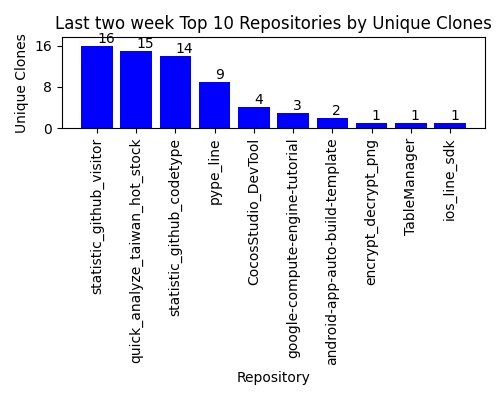 Last two week Top 10 Repositories by Unique Clones
Unique Clones
16
8
0
16
15
14
9
4
3
2
1
1
1
statistic_github_visitor
quick_analyze_taiwan_hot_stock
statistic_github_codetype
pype_line
CocosStudio_DevTool
google-compute-engine-tutorial
android-app-auto-build-template
encrypt_decrypt_png
TableManager
ios_line_sdk
Repository